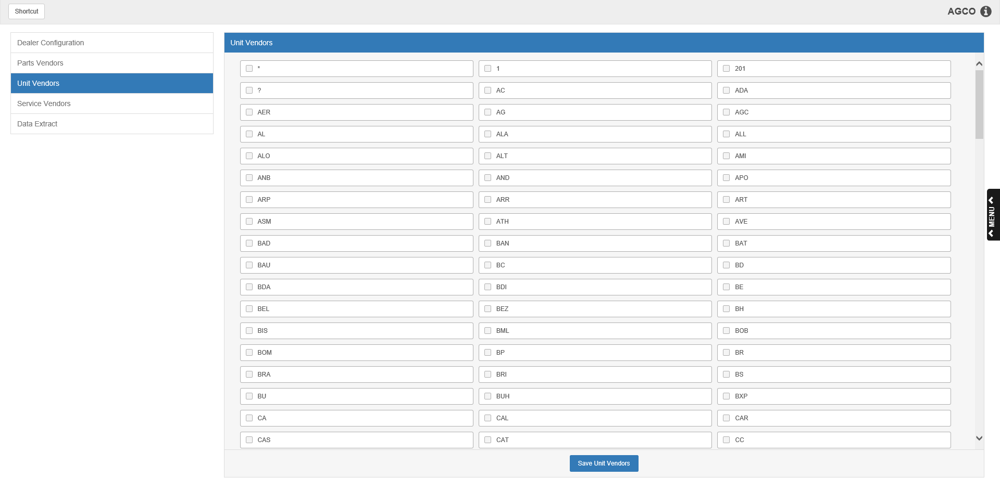 Shortcut
AGCO
Dealer Configuration
Parts Vendors
Unit Vendors
Service Vendors
Data Extract
Unit Vendors
* 1 201
? AC ADA
AER AG AGC
AL ALA ALL
ALO ALT AMI
ANB AND APO
ARP ARR ART
ASM ATH AVE
BAD BAN BAT
BAU BC BD
BDA BDI BE
BEL BEZ BH
BIS BML BOB
BOM BP BR
BRA BRI BS
BU BUH BXP
CA CAL CAR
CAS CAT CC
Save Unit Vendors
MENU